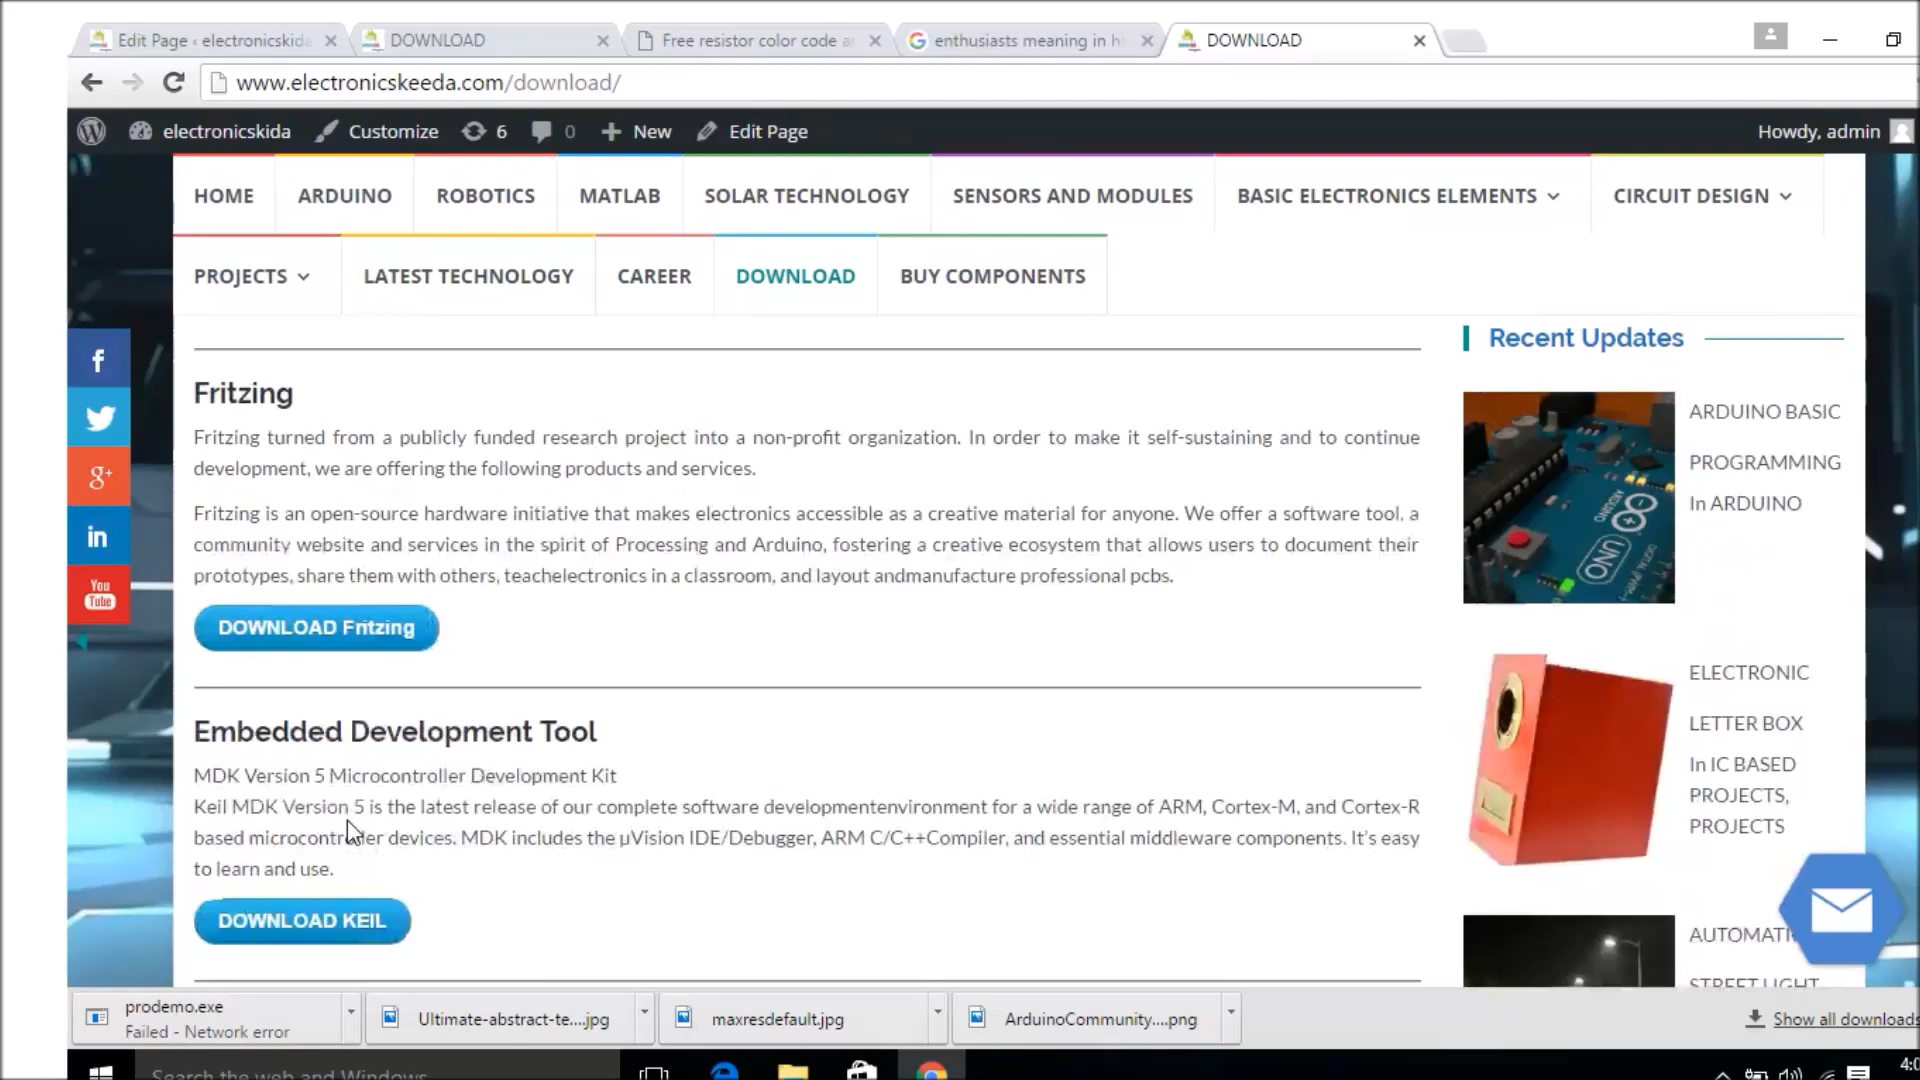 Edit Page ‹ electronicskida
DOWNLOAD
Free resistor color code a
enthusiasts meaning in h
DOWNLOAD
www.electronicskeeda.com/download/
electronicskida
Customize
6
0
New
Edit Page
Howdy, admin
HOME
ARDUINO
ROBOTICS
MATLAB
SOLAR TECHNOLOGY
SENSORS AND MODULES
BASIC ELECTRONICS ELEMENTS
CIRCUIT DESIGN
PROJECTS
LATEST TECHNOLOGY
CAREER
DOWNLOAD
BUY COMPONENTS
f
g+
in
You
Tube
Fritzing
Fritzing turned from a publicly funded research project into a non-profit organization. In order to make it self-sustaining and to continue
development, we are offering the following products and services.
Fritzing is an open-source hardware initiative that makes electronics accessible as a creative material for anyone. We offer a software tool, a
community website and services in the spirit of Processing and Arduino, fostering a creative ecosystem that allows users to document their
prototypes, share them with others, teachelectronics in a classroom, and layout andmanufacture professional pcbs.
DOWNLOAD Fritzing
Embedded Development Tool
MDK Version 5 Microcontroller Development Kit
Keil MDK Version 5 is the latest release of our complete software developmentenvironment for a wide range of ARM, Cortex-M, and Cortex-R
based microcontroller devices. MDK includes the µVision IDE/Debugger, ARM C/C++Compiler, and essential middleware components. It's easy
to learn and use.
DOWNLOAD KEIL
Recent Updates
ARDUINO
UNO
ARDUINO BASIC
PROGRAMMING
In ARDUINO
ELECTRONIC
LETTER BOX
In IC BASED
PROJECTS,
PROJECTS
AUTOMATI
STREET LIGHT
prodemo.exe
Failed - Network error
Ultimate-abstract-te....jpg
maxresdefault.jpg
ArduinoCommunity....png
Show all downloads
Search the web and Windows
4:0